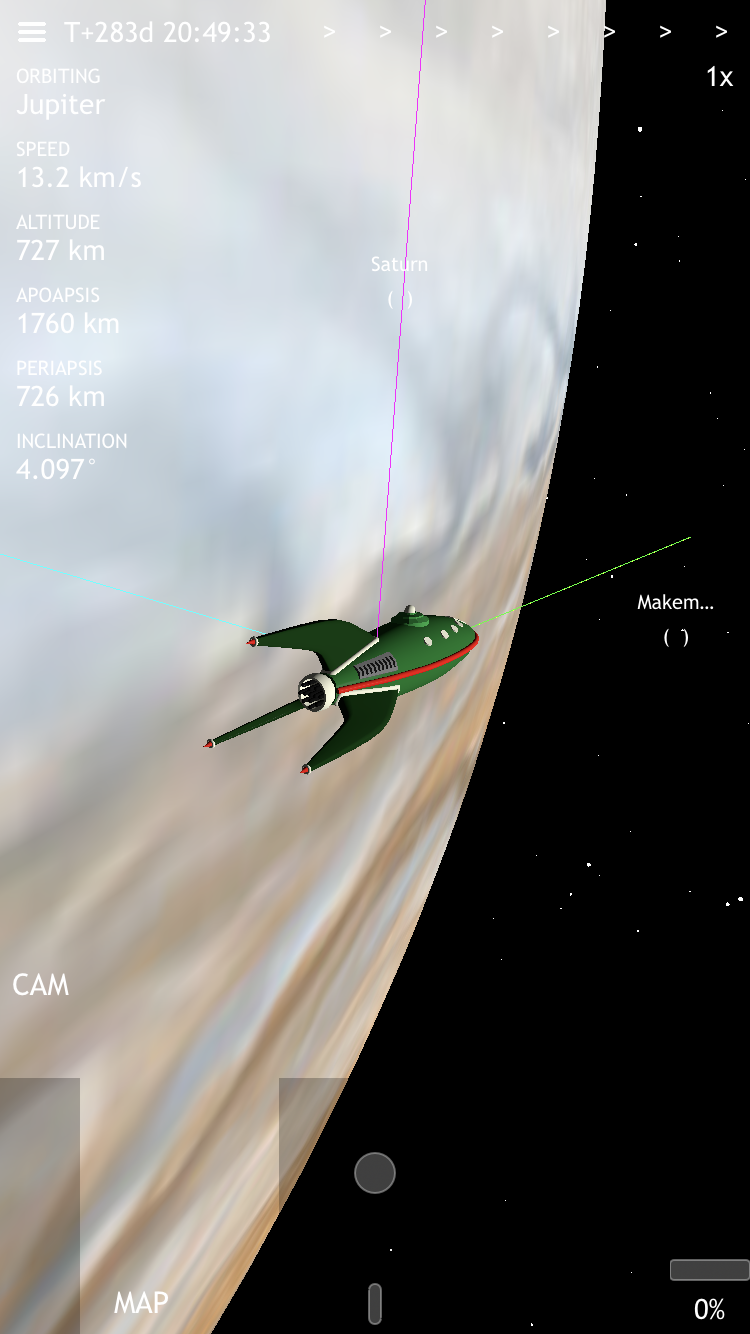 T+283d 20:49:33 > > > > > > > >
1x
ORBITING
Jupiter
SPEED
13.2 km/s
ALTITUDE
727 km
APOAPSIS
1760 km
PERIAPSIS
726 km
INCLINATION
4.097°
Saturn
( )
Makem...
( )
CAM
MAP
0%